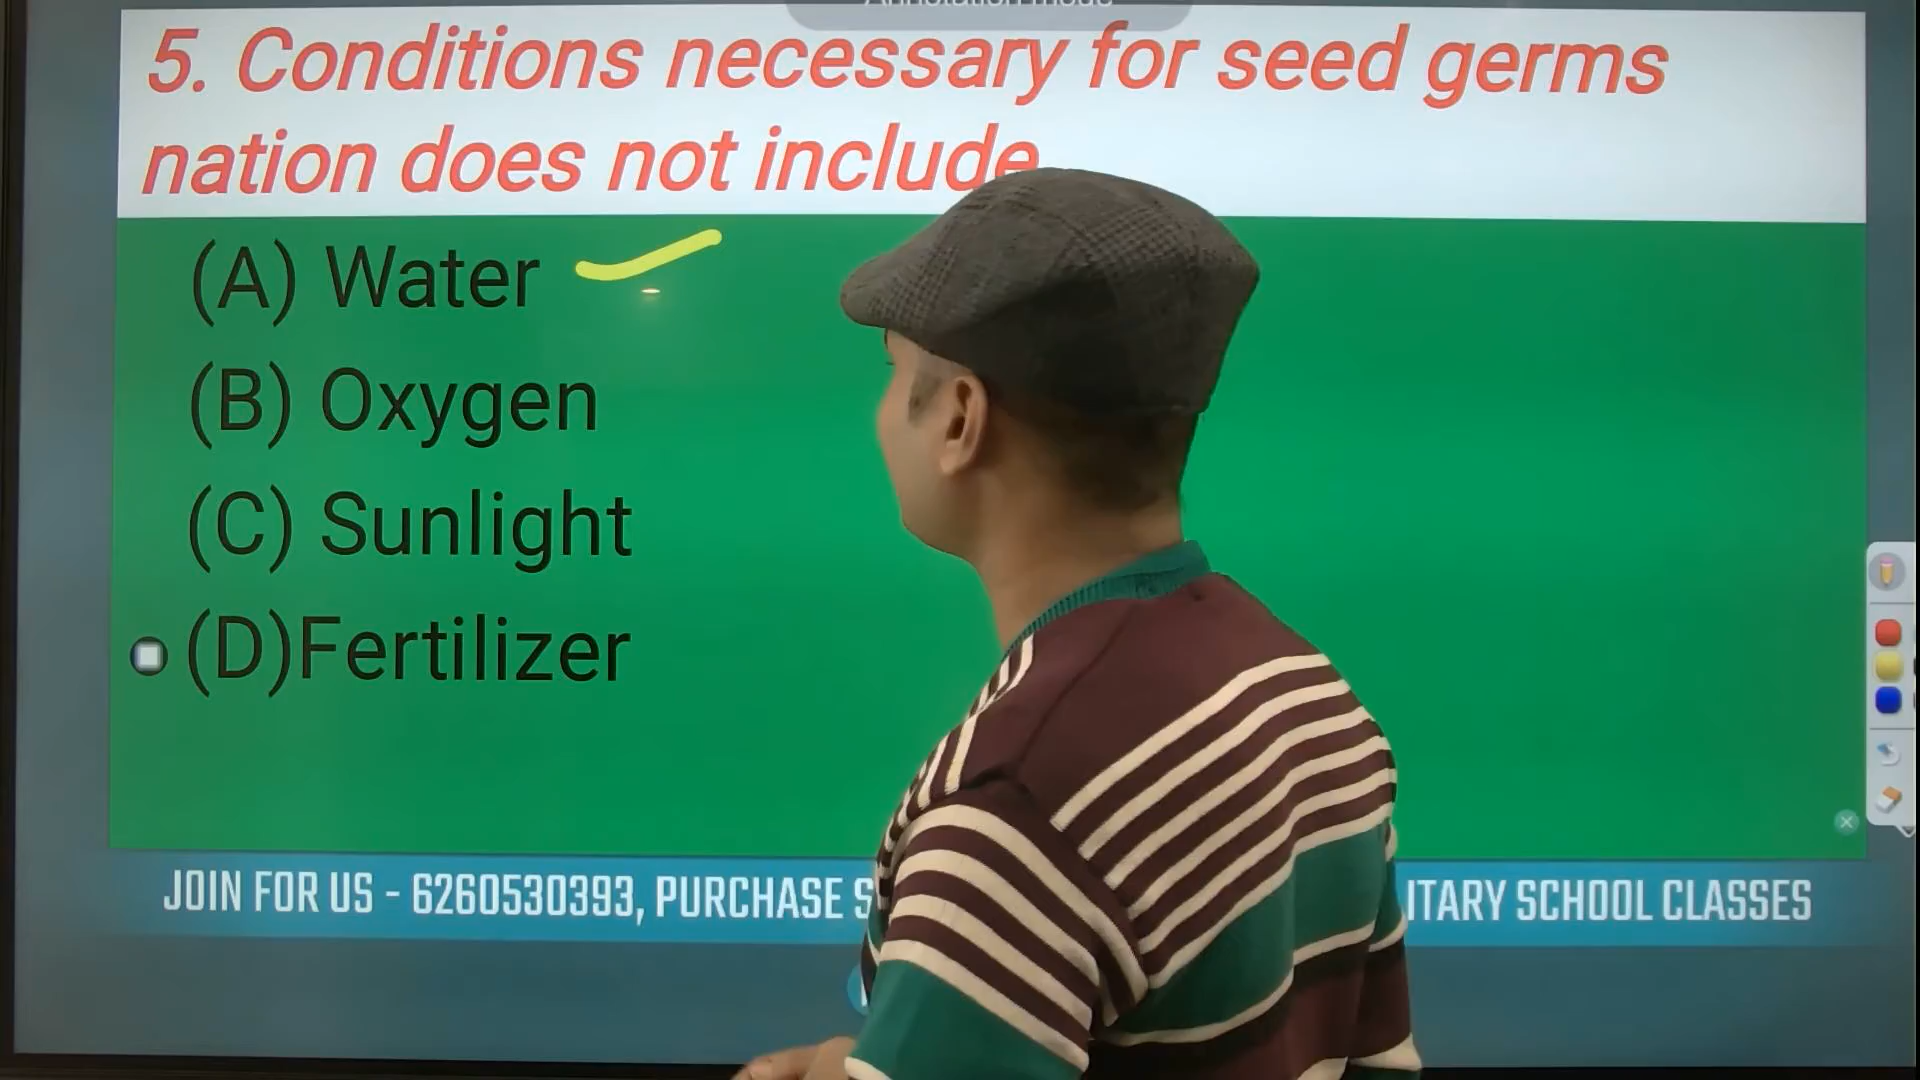 5. Conditions necessary for seed germs
nation does not include
(A) Water
(B) Oxygen
(C) Sunlight
(D)Fertilizer
JOIN FOR US - 6260530393, PURCHASE
SCHOOL CLASSES